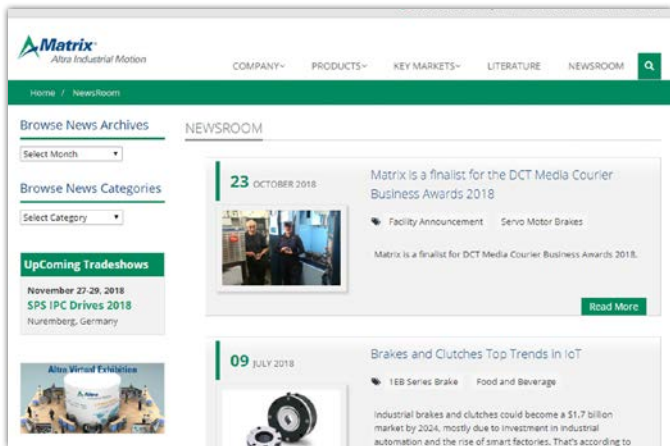 Matrix
Altra Industrial Motion
COMPANY PRODUCTS KEY MARKETS LITERATURE NEWSROOM
Home / NewsRoom
Browse News Archives
Select Month
Browse News Categories
Select Category
UpComing Tradeshows
November 27-29, 2018
SPS IPC Drives 2018
Nuremberg, Germany
Altra Virtual Exhibition
NEWSROOM
23 OCTOBER 2018
Matrix is a finalist for the DCT Media Courier
Business Awards 2018
Facility Announcement Servo Motor Brakes
Matrix is a finalist for DCT Media Courier Business Awards 2018.
Read More
09 JULY 2018
Brakes and Clutches Top Trends in IoT
1EB Series Brake Food and Beverage
Industrial brakes and clutches could become a $1.7 billion
market by 2024, mostly due to investment in industrial
automation and the rise of smart factories. That's according to